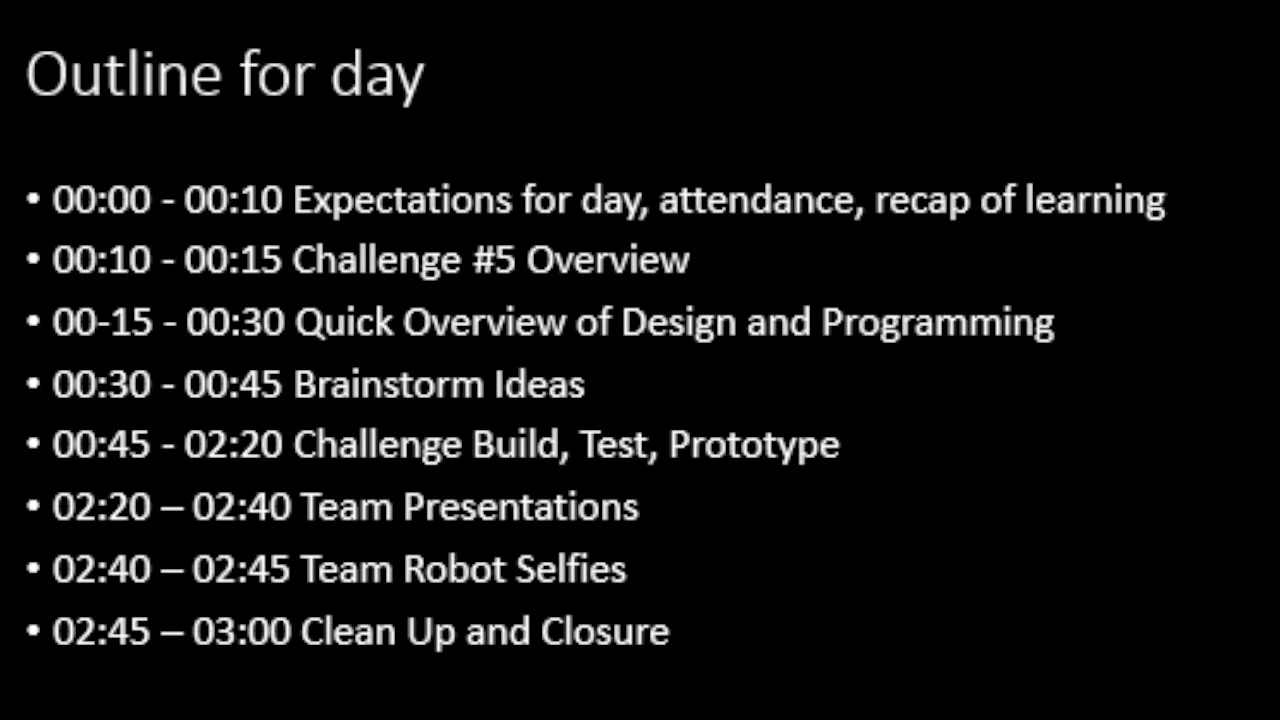 Outline for day
• 00:00 - 00:10 Expectations for day, attendance, recap of learning
• 00:10 - 00:15 Challenge #5 Overview
• 00-15 - 00:30 Quick Overview of Design and Programming
• 00:30 - 00:45 Brainstorm Ideas
• 00:45 - 02:20 Challenge Build, Test, Prototype
• 02:20 – 02:40 Team Presentations
• 02:40 – 02:45 Team Robot Selfies
• 02:45 – 03:00 Clean Up and Closure